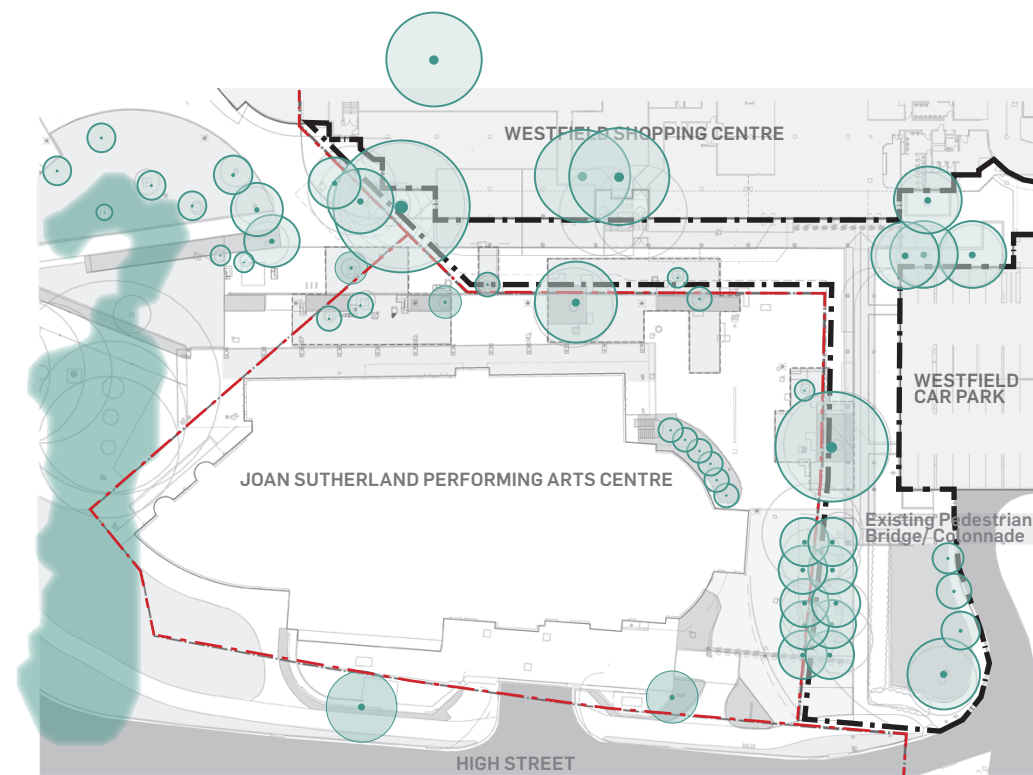 WESTFIELD SHOPPING CENTRE
WESTFIELD
CAR PARK
JOAN SUTHERLAND PERFORMING ARTS CENTRE
Existing Pedestrian
Bridge/ Colonnade
HIGH STREET